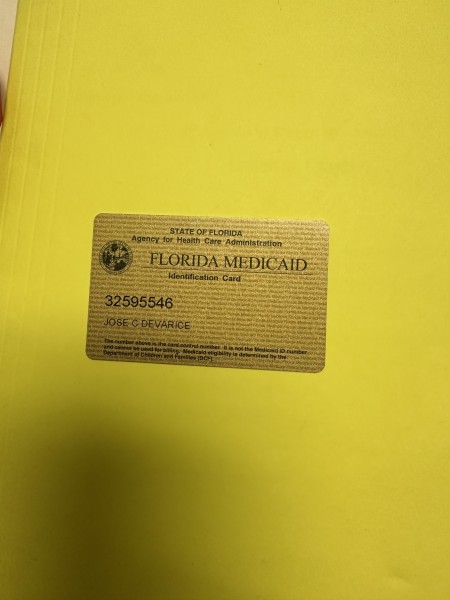 STATE OF FLORIDA
Agency for Health Care Administration
FLORIDA MEDICAID
Identification Card
32595546
JOSE C DEVARICE
The number above is the card control number. It is not the Medicaid ID number
and cannot be used for billing. Medicaid eligibility is determined by the
Department of Children and Families (DCF).